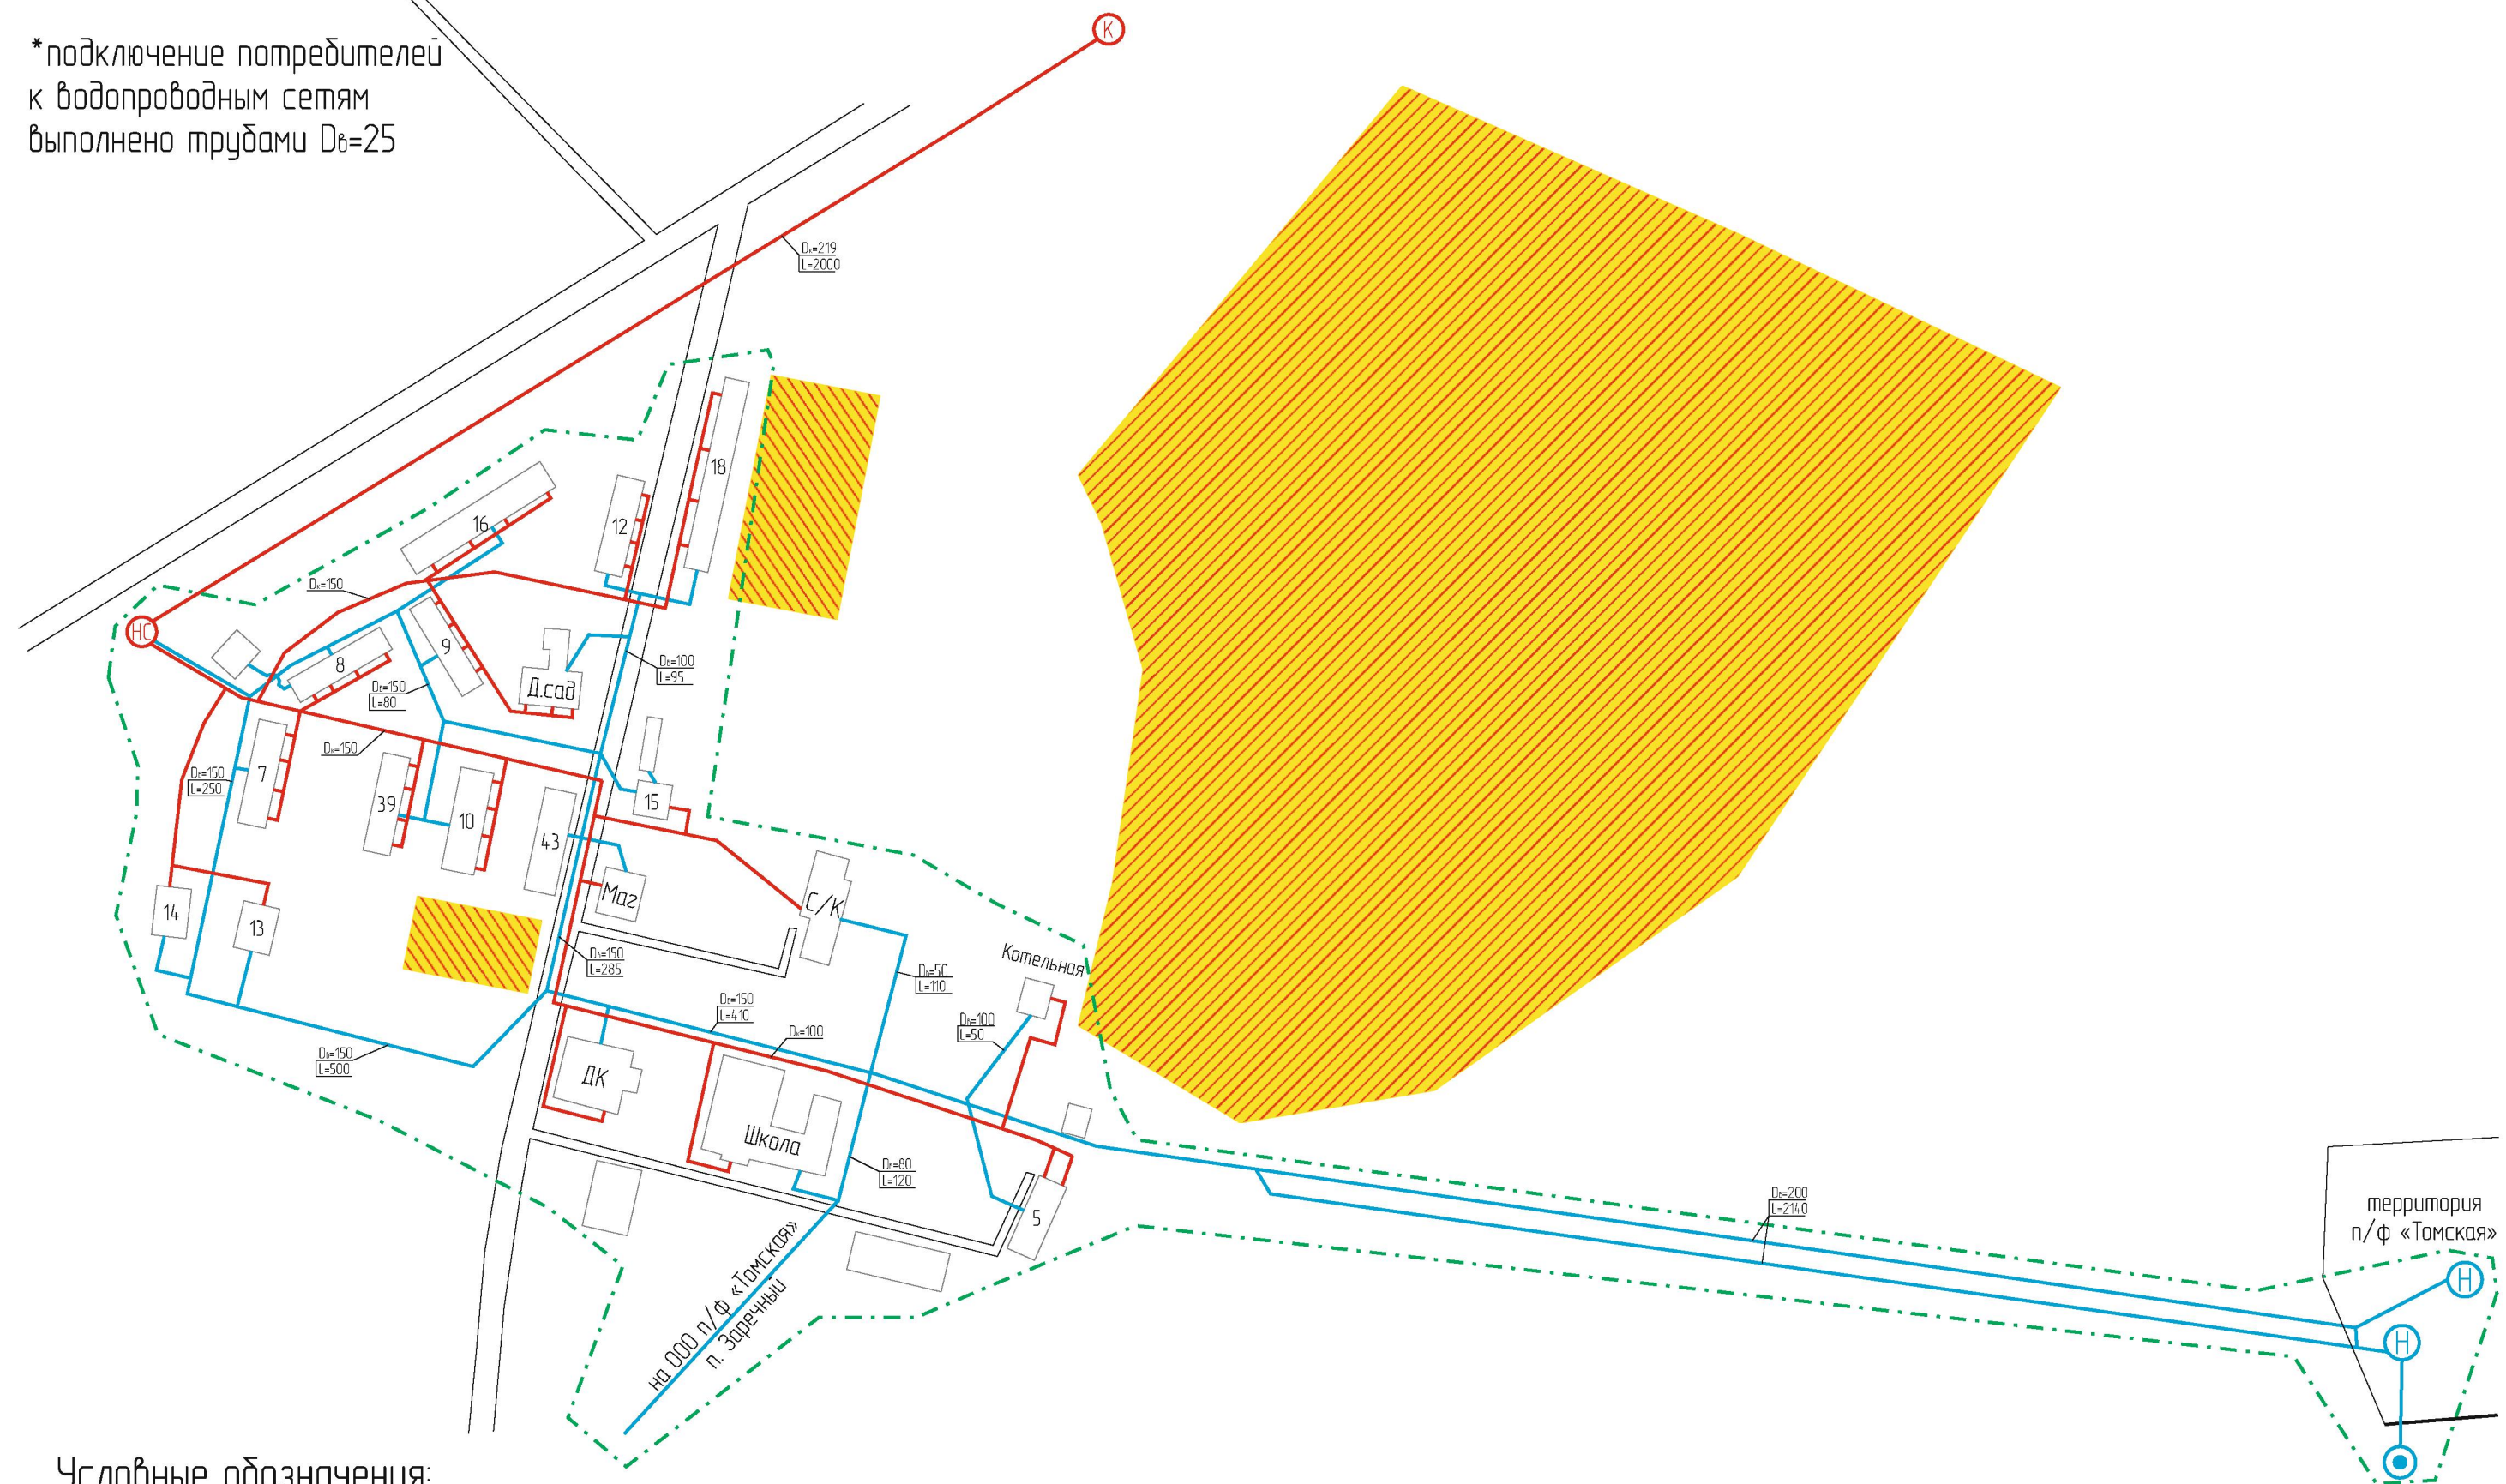 *подключение потребителей
к водопроводным сетям
выполнено трубами Dв=25
К
Dк=219
L=2000
18
16
12
Dк=150
НС
8
9
Д.сад
Dв=100
L=95
Dв=150
L=80
Dк=150
Dв=150
L=250
7
39
10
43
15
Маг
С/К
14
13
Dв=150
L=285
Котельная
Dв=50
L=110
Dв=150
L=410
Dк=100
Dв=100
L=50
Dв=150
L=500
ДК
Школа
Dв=80
L=120
5
Dв=200
L=2140
территория
п/ф «Томская»
Н
Н
на ООО п/ф «Томская»
п. Заречный
Условные обозначения: